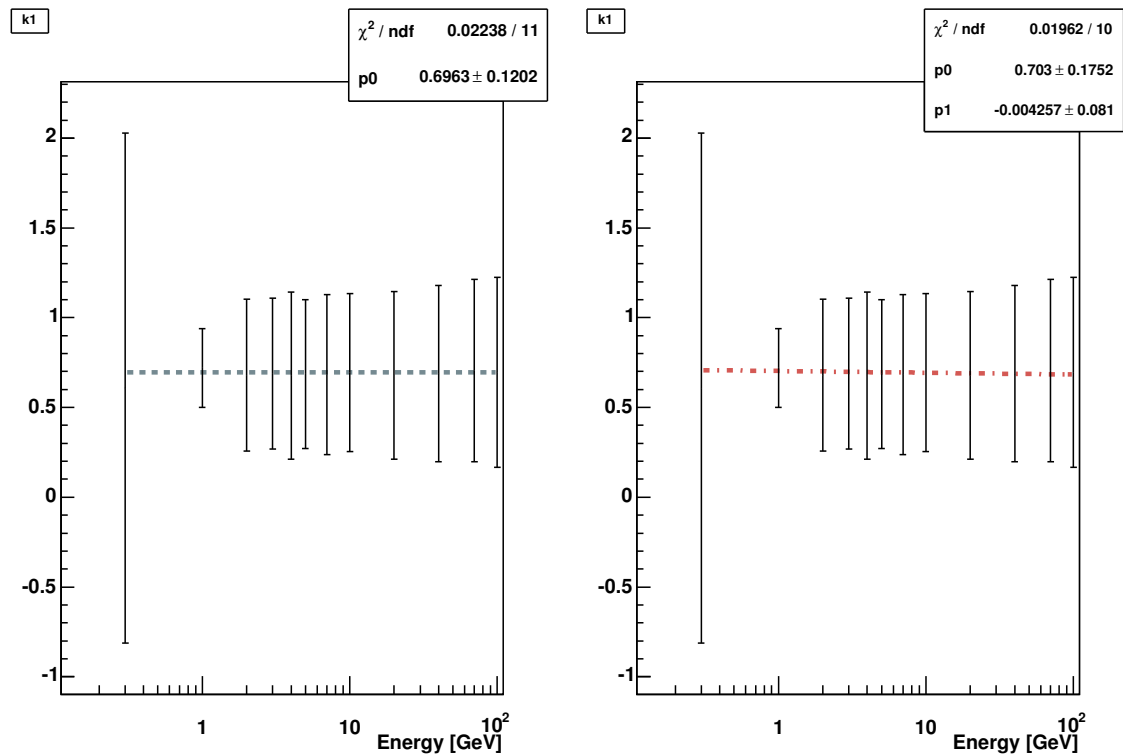 k1
χ² / ndf 0.02238 / 11
p0 0.6963 ± 0.1202
2
1.5
1
0.5
0
-0.5
-1
1 10 10²
Energy [GeV]
k1
χ² / ndf 0.01962 / 10
p0 0.703 ± 0.1752
p1 -0.004257 ± 0.081
2
1.5
1
0.5
0
-0.5
-1
1 10 10²
Energy [GeV]